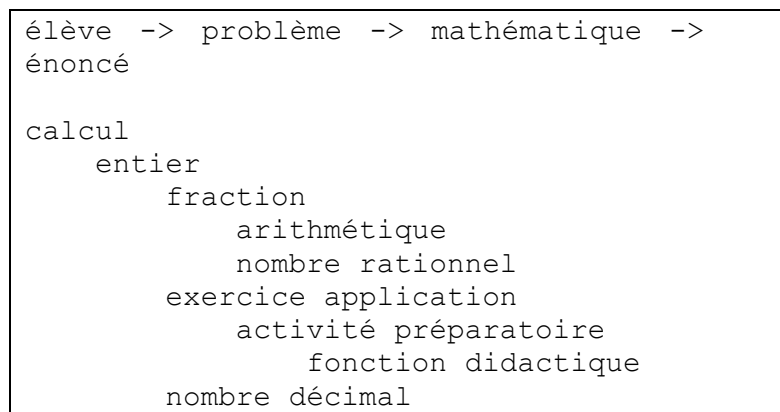 élève -> problème -> mathématique ->
énoncé

calcul
    entier
        fraction
            arithmétique
            nombre rationnel
        exercice application
            activité préparatoire
                fonction didactique
        nombre décimal